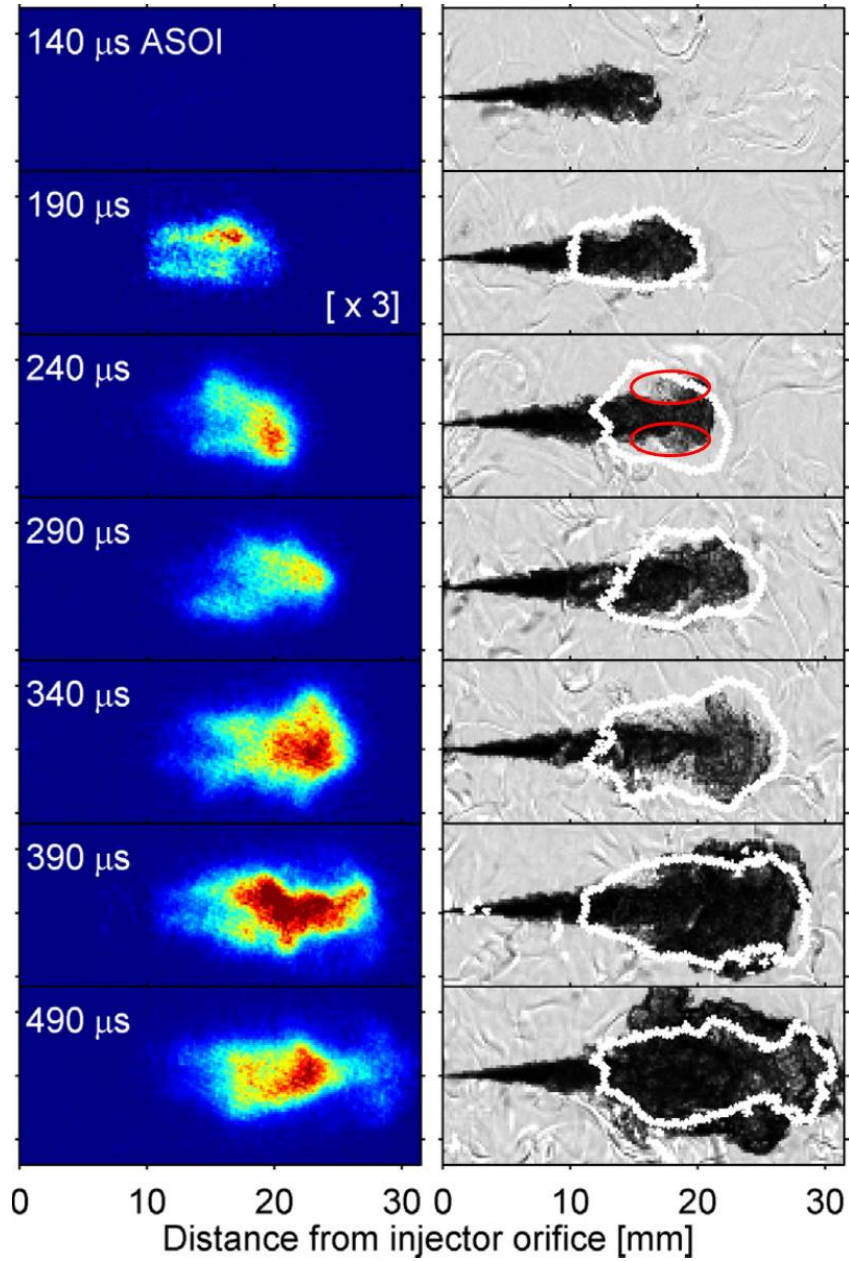 140 μs ASOI
190 μs
[ x 3]
240 μs
290 μs
340 μs
390 μs
490 μs
0 10 20 30 0 10 20 30
Distance from injector orifice [mm]